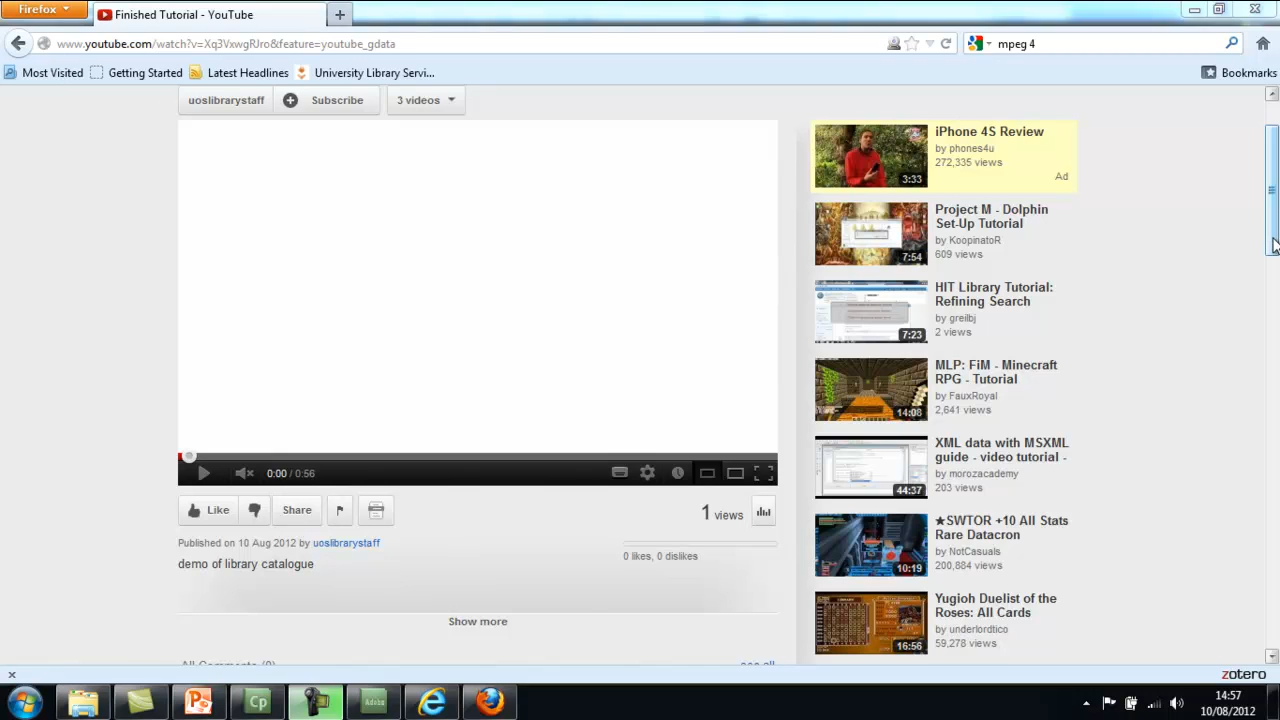 Firefox
Finished Tutorial - YouTube
www.youtube.com/watch?v=Xq3VxwgRJro&feature=youtube_gdata
mpeg 4
Most Visited
Getting Started
Latest Headlines
University Library Servi...
Bookmarks
uoslibrarystaff
Subscribe
3 videos
iPhone 4S Review
by phones4u
272,335 views
Ad
3:33
Project M - Dolphin
Set-Up Tutorial
by KoopinatoR
609 views
7:54
HIT Library Tutorial:
Refining Search
by greilbj
2 views
7:23
MLP: FiM - Minecraft
RPG - Tutorial
by FauxRoyal
2,641 views
14:08
XML data with MSXML
guide - video tutorial -
by morozacademy
203 views
44:37
★SWTOR +10 All Stats
Rare Datacron
by NotCasuals
200,884 views
10:19
Yugioh Duelist of the
Roses: All Cards
by underlordtico
59,278 views
16:56
0:00 / 0:56
Like
Share
1 views
Published on 10 Aug 2012 by uoslibrarystaff
0 likes, 0 dislikes
demo of library catalogue
Show more
All Comments (0)
see all
zotero
Cp
Adobe
14:57
10/08/2012